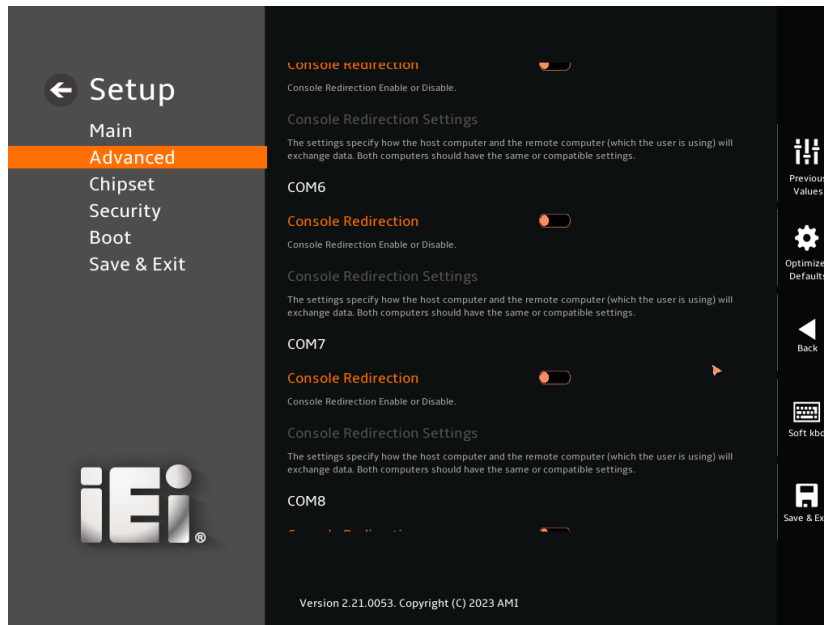 Setup
Main
Advanced
Chipset
Security
Boot
Save & Exit
iEi
®
Console Redirection
Console Redirection Enable or Disable.
Console Redirection Settings
The settings specify how the host computer and the remote computer (which the user is using) will
exchange data. Both computers should have the same or compatible settings.
COM6
Console Redirection
Console Redirection Enable or Disable.
Console Redirection Settings
The settings specify how the host computer and the remote computer (which the user is using) will
exchange data. Both computers should have the same or compatible settings.
COM7
Console Redirection
Console Redirection Enable or Disable.
Console Redirection Settings
The settings specify how the host computer and the remote computer (which the user is using) will
exchange data. Both computers should have the same or compatible settings.
COM8
Version 2.21.0053. Copyright (C) 2023 AMI
Previous
Values
Optimize
Defaults
Back
Soft kbd
Save & Ex